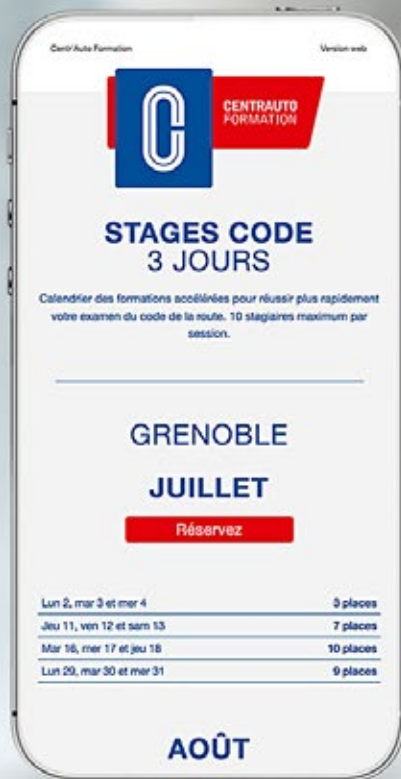 Centr'Auto Formation
Version web
CENTRAUTO
FORMATION
STAGES CODE
3 JOURS
Calendrier des formations accélérées pour réussir plus rapidement
votre examen du code de la route. 10 stagiaires maximum par
session.
GRENOBLE
JUILLET
Réservez
Lun 2, mar 3 et mer 4 3 places
Jeu 11, ven 12 et sam 13 7 places
Mar 16, mer 17 et jeu 18 10 places
Lun 29, mar 30 et mer 31 9 places
AOÛT